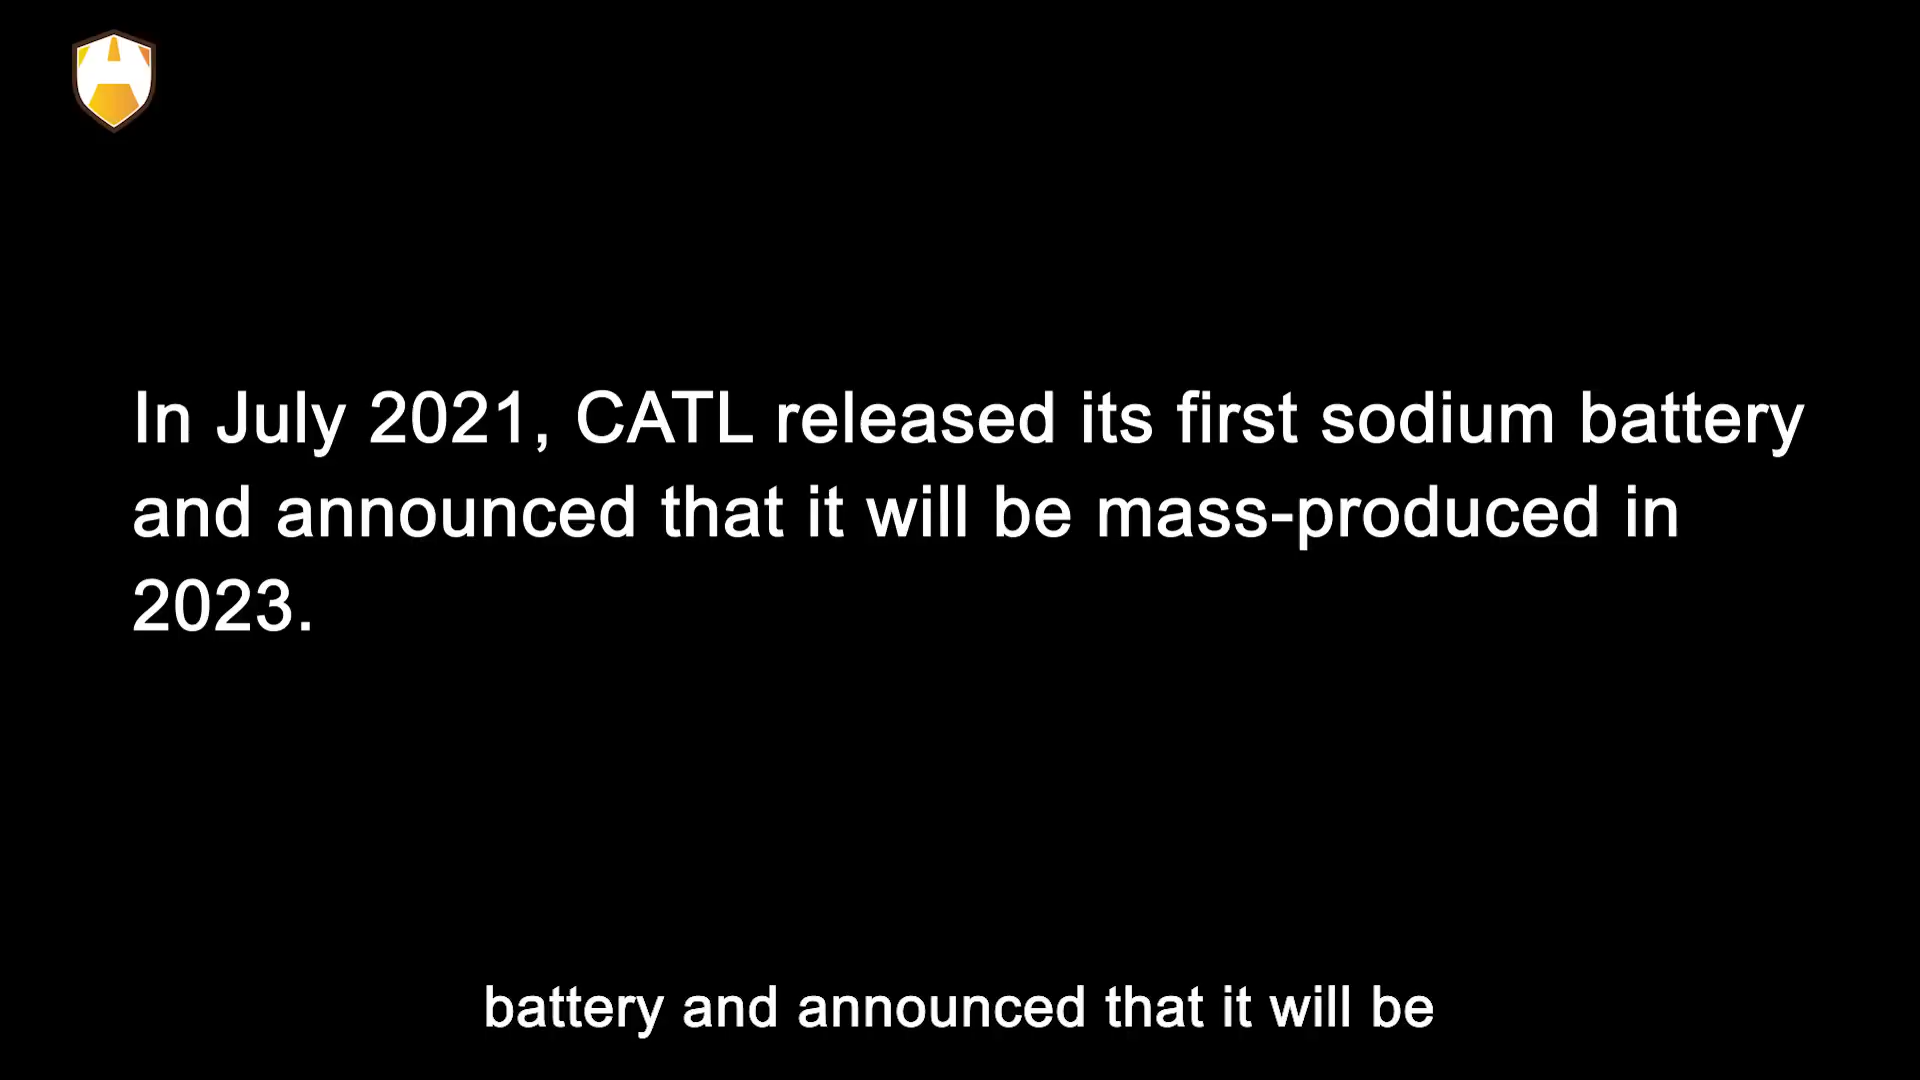 In July 2021, CATL released its first sodium battery
and announced that it will be mass-produced in
2023.
battery and announced that it will be